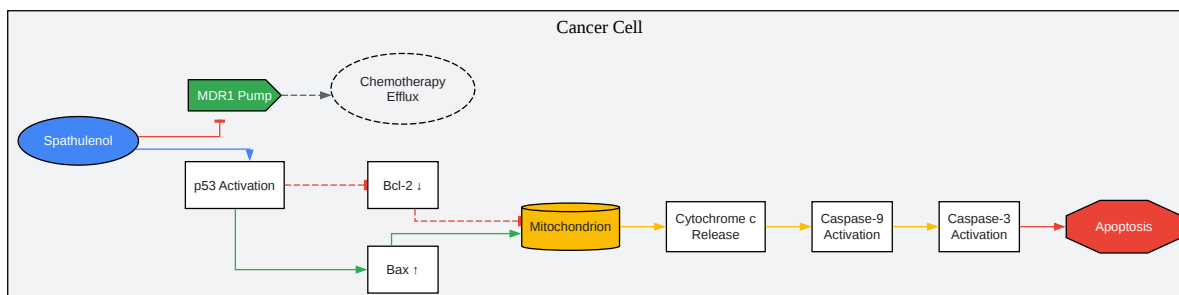 Cancer Cell
MDR1 Pump
Chemotherapy
Efflux
Spathulenol
p53 Activation
Bcl-2 ↓
Bax ↑
Mitochondrion
Cytochrome c
Release
Caspase-9
Activation
Caspase-3
Activation
Apoptosis